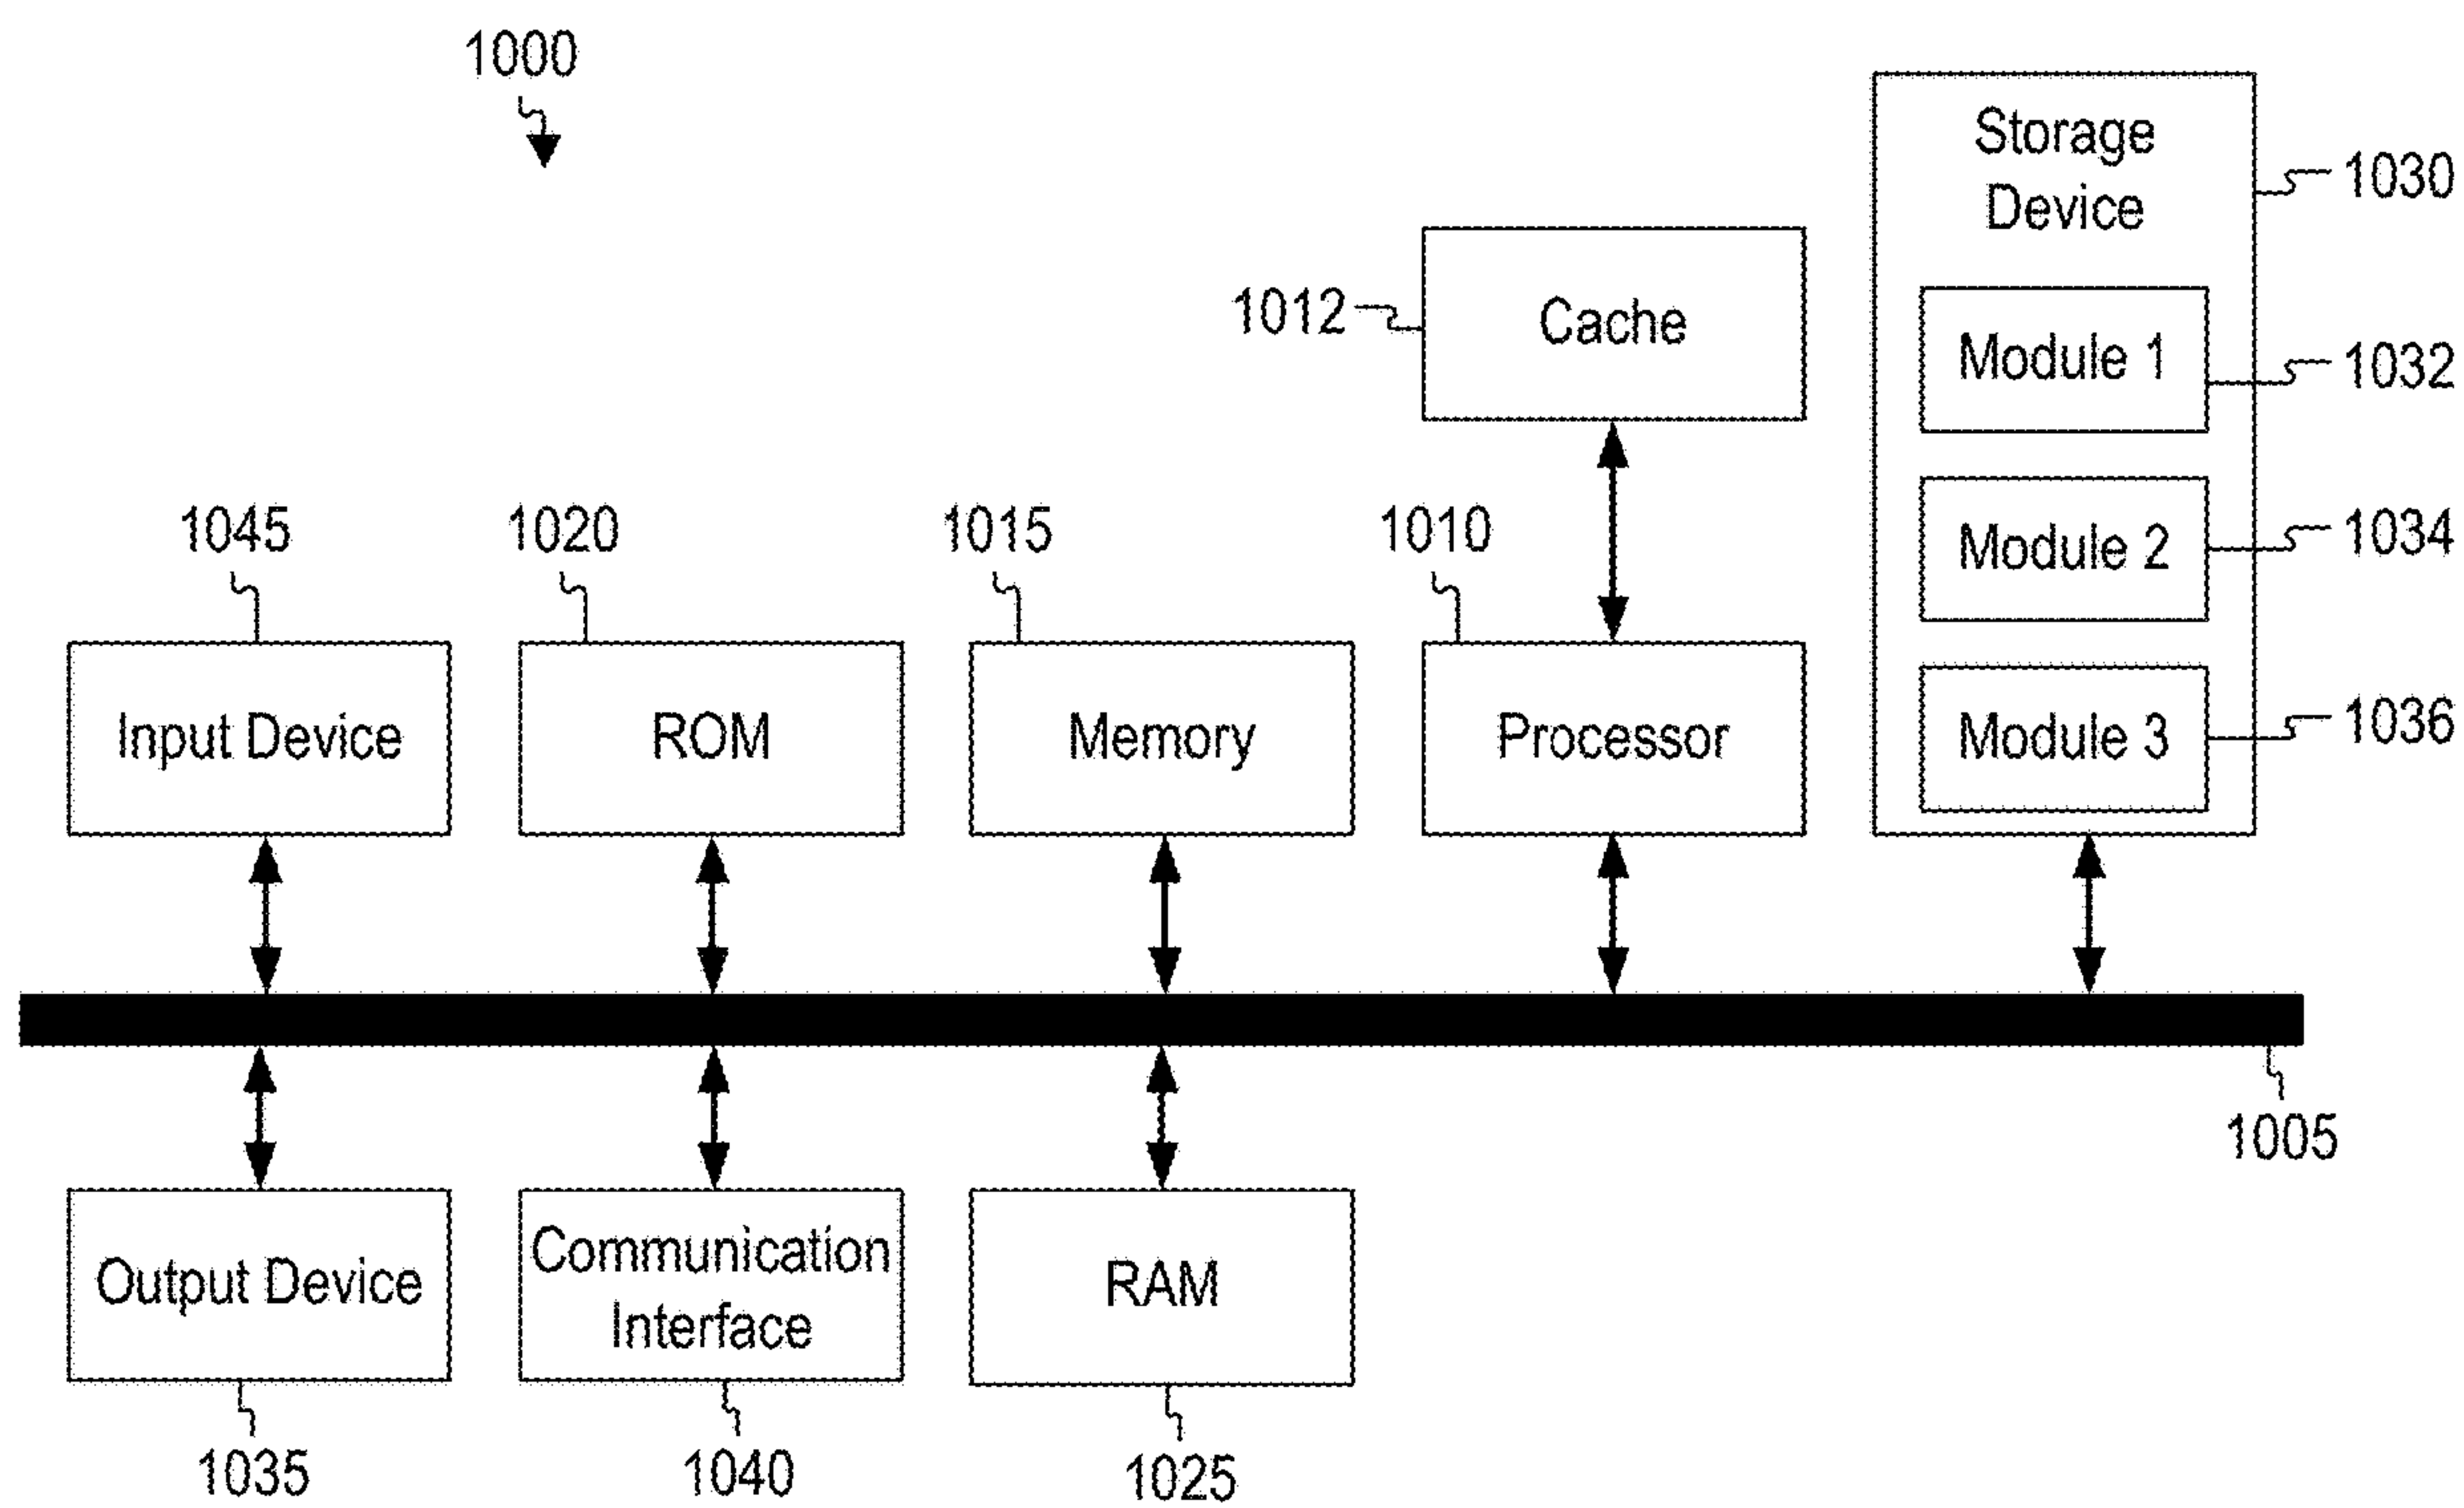 1000
Storage
Device
1030
1012
Cache
Module 1
1032
1045
1020
1015
1010
Module 2
1034
Input Device
ROM
Memory
Processor
Module 3
1036
1005
Output Device
Communication
Interface
RAM
1035
1040
1025